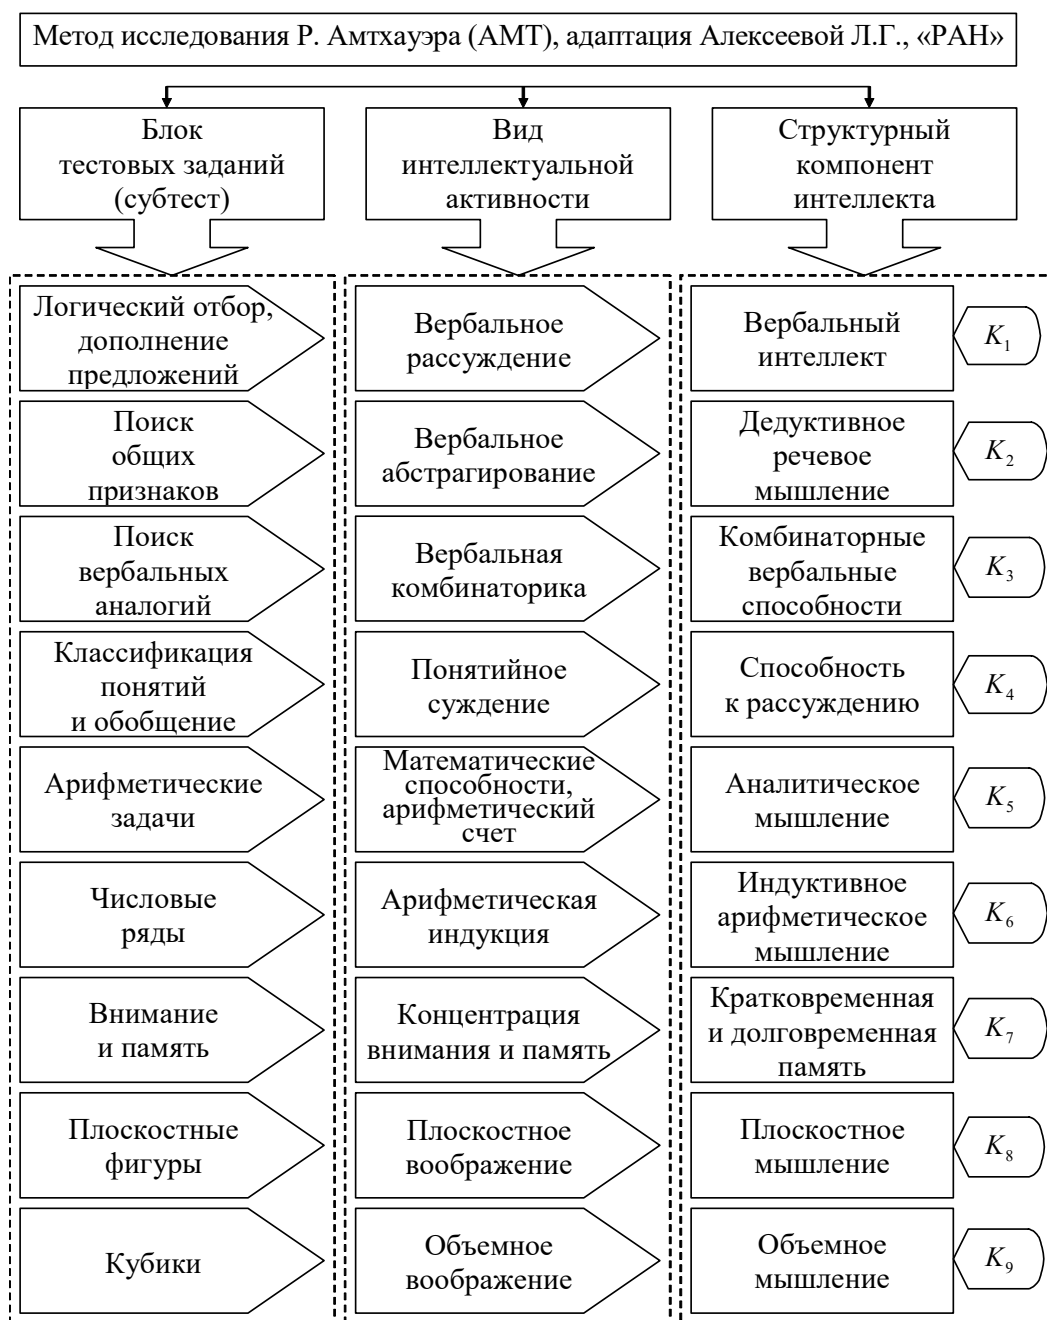 Метод исследования Р. Амтхауэра (АМТ), адаптация Алексеевой Л.Г., «РАН»
Блок
тестовых заданий
(субтест)
Вид
интеллектуальной
активности
Структурный
компонент
интеллекта
Логический отбор,
дополнение
предложений
Вербальное
рассуждение
Вербальный
интеллект
K₁
Поиск
общих
признаков
Вербальное
абстрагирование
Дедуктивное
речевое
мышление
K₂
Поиск
вербальных
аналогий
Вербальная
комбинаторика
Комбинаторные
вербальные
способности
K₃
Классификация
понятий
и обобщение
Понятийное
суждение
Способность
к рассуждению
K₄
Арифметические
задачи
Математические
способности,
арифметический
счет
Аналитическое
мышление
K₅
Числовые
ряды
Арифметическая
индукция
Индуктивное
арифметическое
мышление
K₆
Внимание
и память
Концентрация
внимания и память
Кратковременная
и долговременная
память
K₇
Плоскостные
фигуры
Плоскостное
воображение
Плоскостное
мышление
K₈
Кубики
Объемное
воображение
Объемное
мышление
K₉